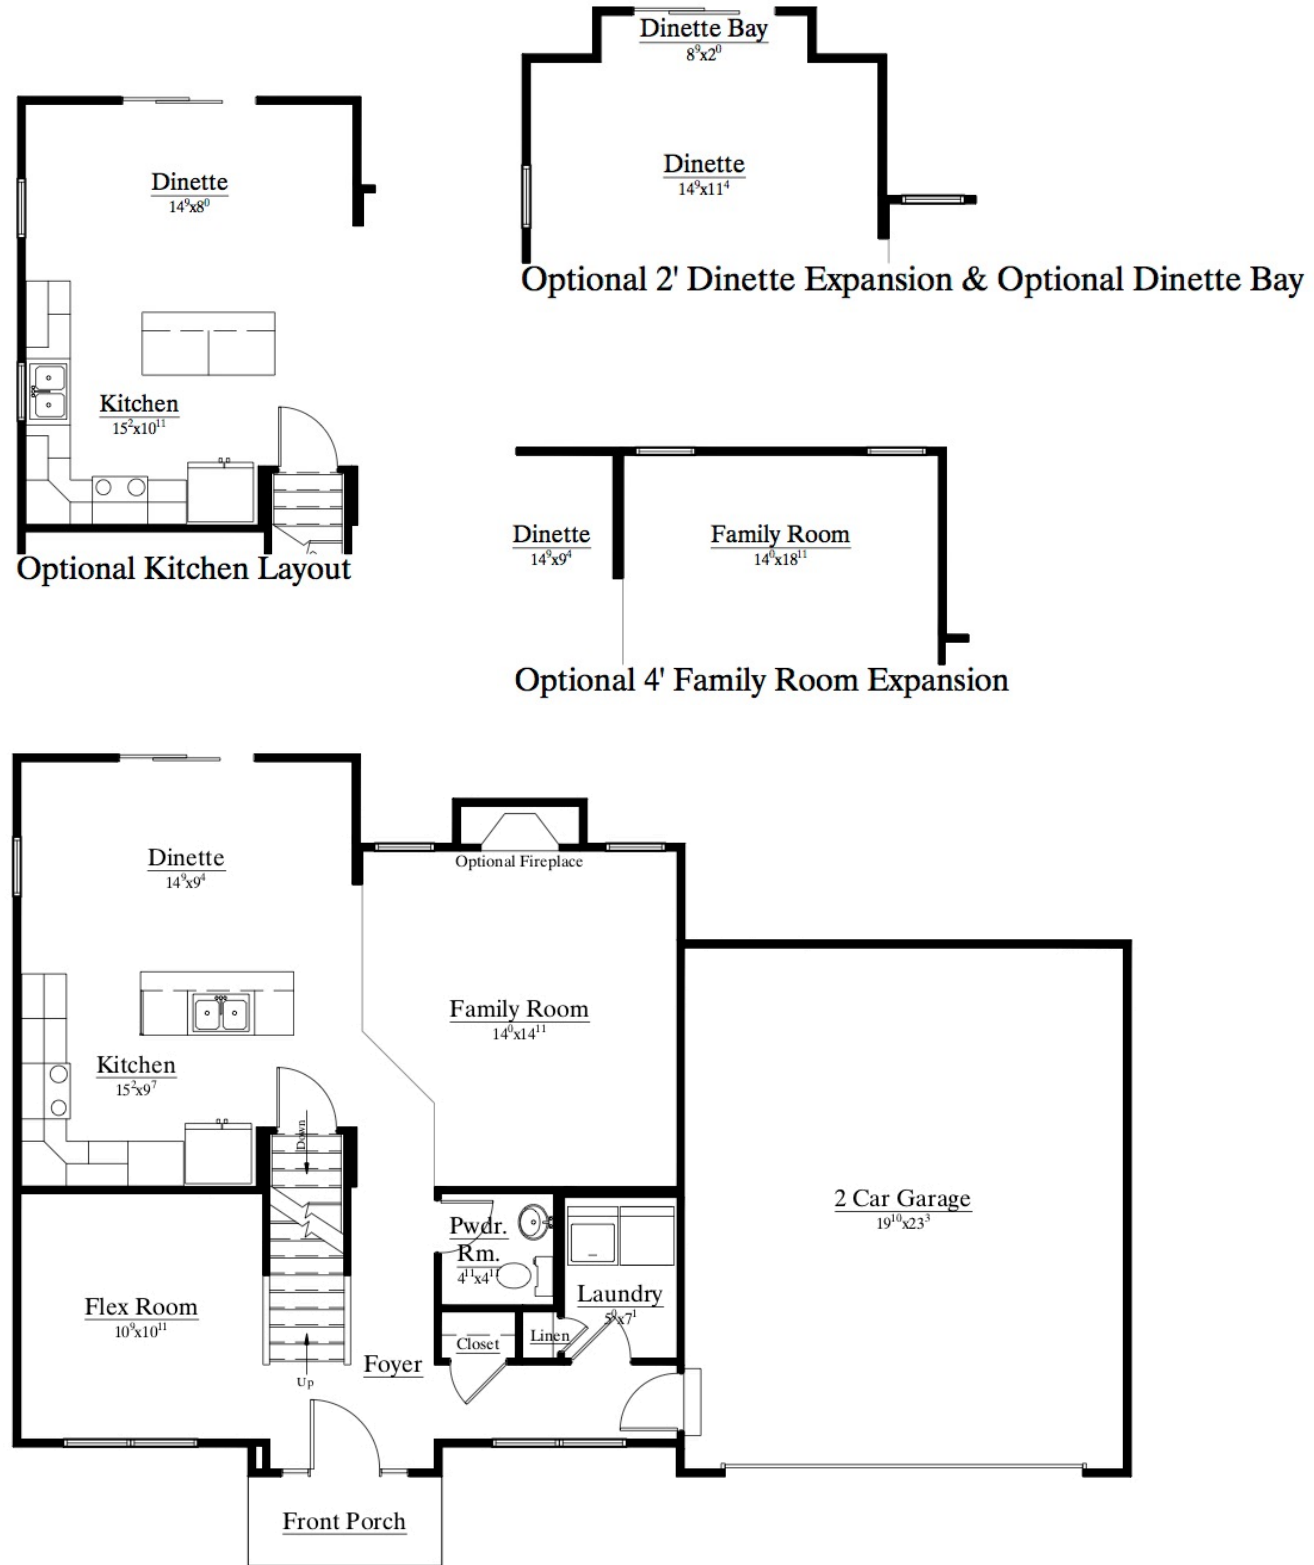 Dinette Bay
8⁹x2⁰
Dinette
14⁹x8⁰
Dinette
14⁹x11⁴
Optional 2' Dinette Expansion & Optional Dinette Bay
Kitchen
15²x10¹¹
Optional Kitchen Layout
Dinette
14⁹x9⁴
Family Room
14⁰x18¹¹
Optional 4' Family Room Expansion
Dinette
14⁹x9⁴
Optional Fireplace
Family Room
14⁰x14¹¹
Kitchen
15²x9⁷
Down
2 Car Garage
19¹⁰x23³
Pwdr.
Rm.
4¹¹x4¹¹
Laundry
5⁹x7¹
Flex Room
10⁹x10¹¹
Linen
Closet
Foyer
Up
Front Porch